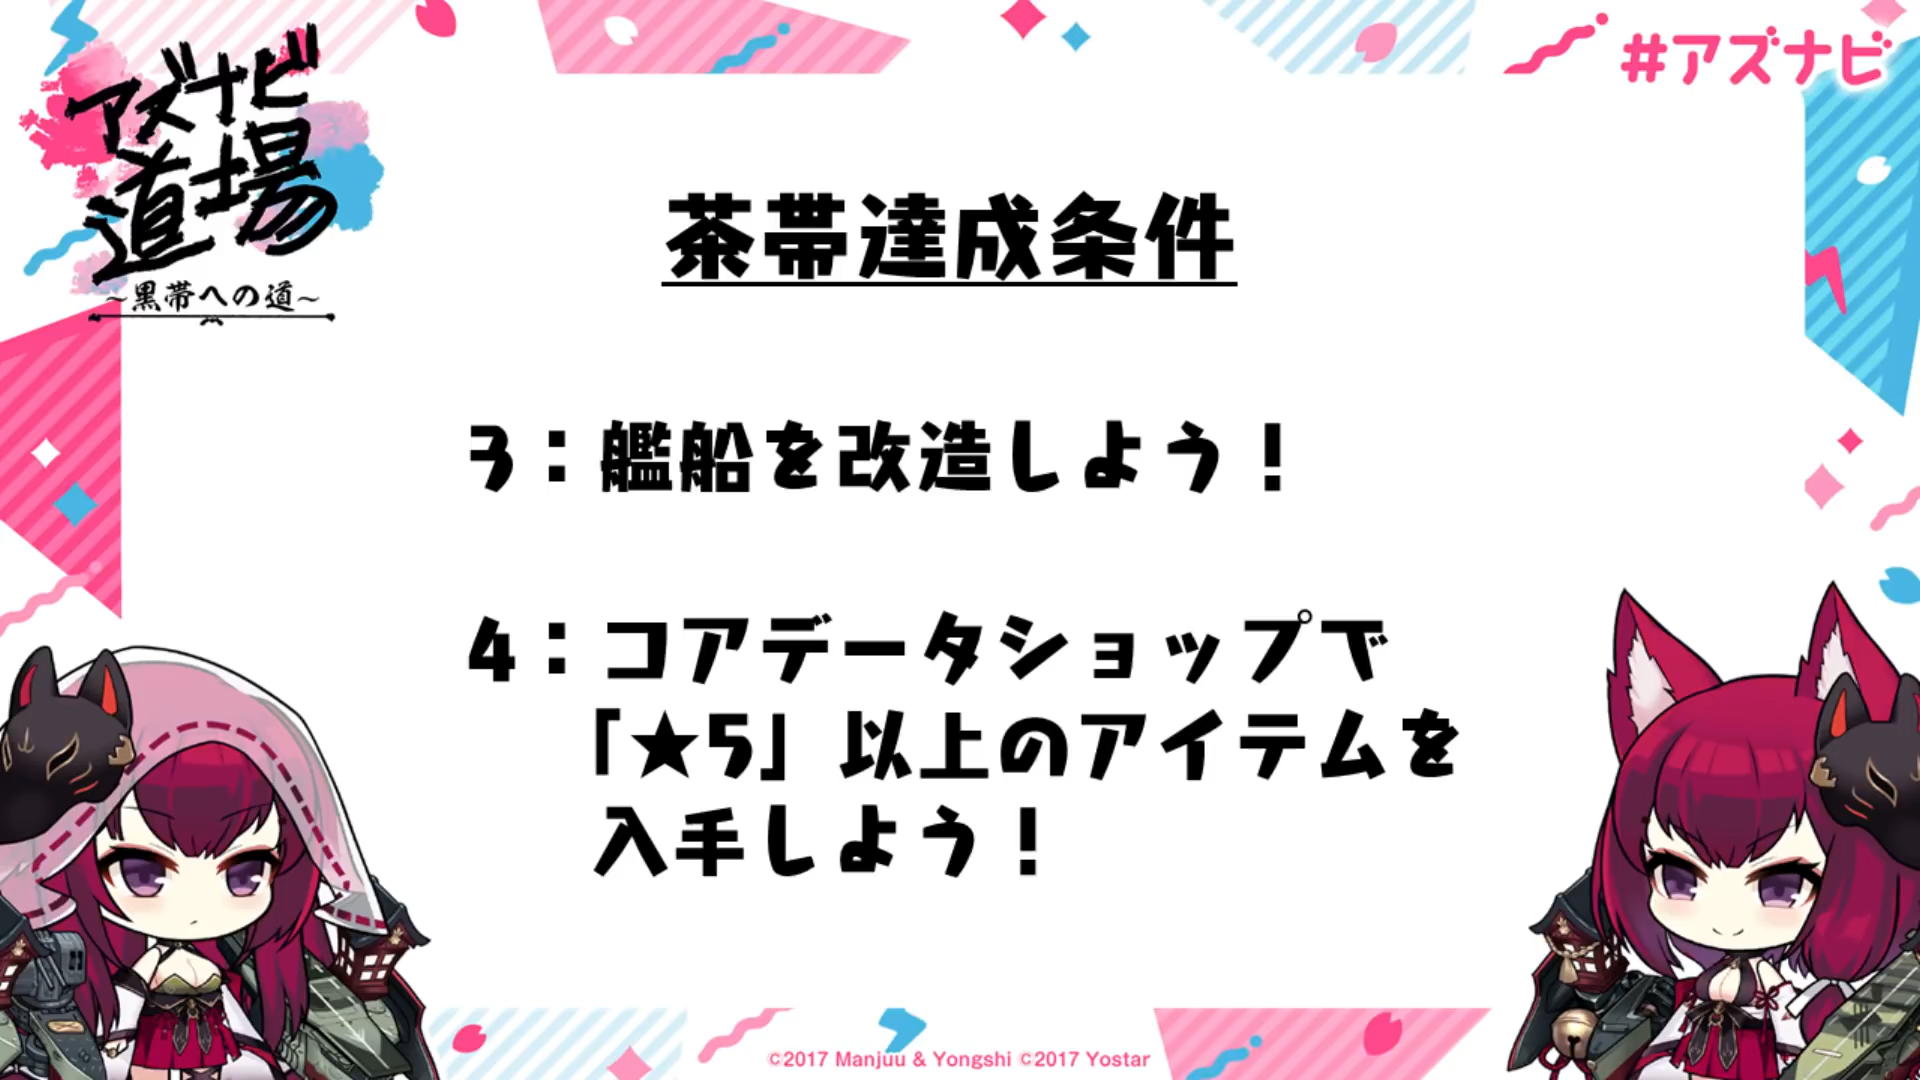 アズナビ
道場
~黒帯への道~
#アズナビ
茶帯達成条件
3：艦船を改造しよう！
4：コアデータショップで
「★5」以上のアイテムを
入手しよう！
©2017 Manjuu & Yongshi ©2017 Yostar